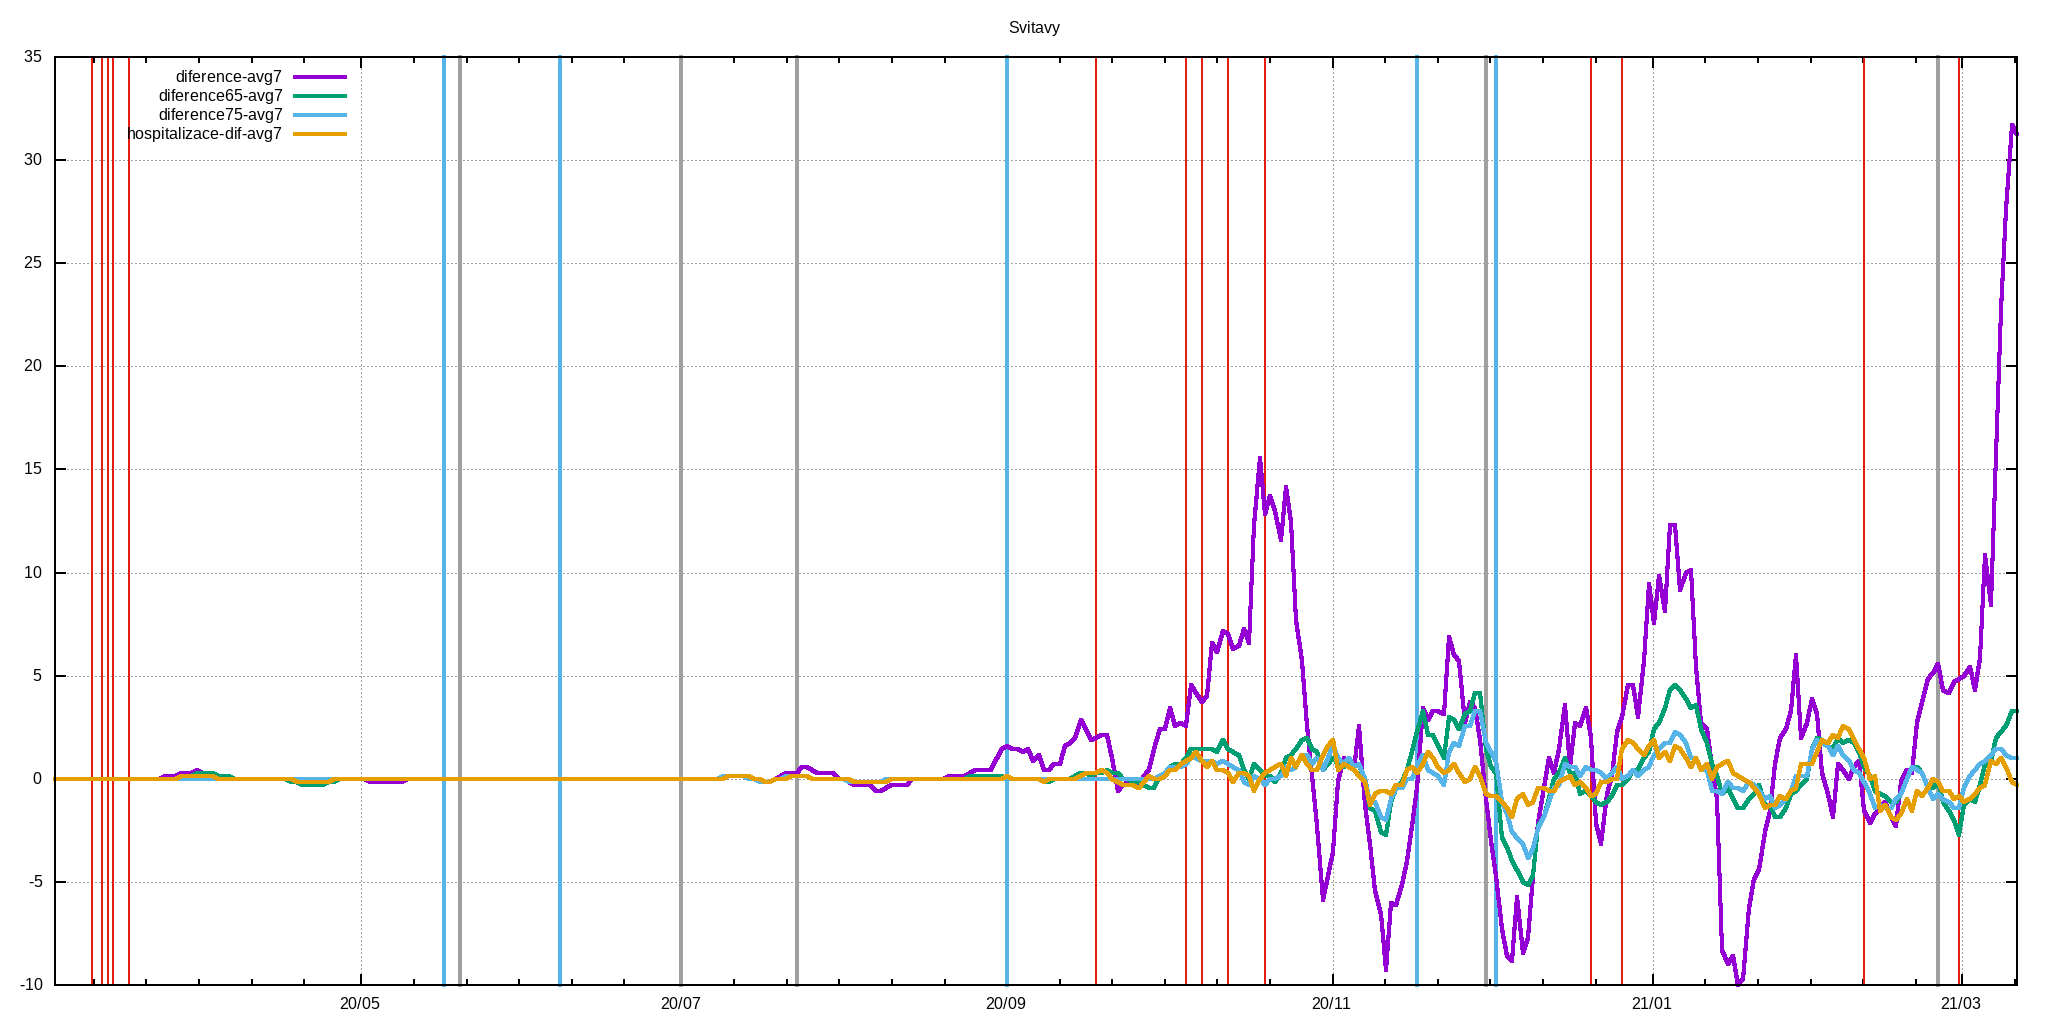 Svitavy
35
diference-avg7
diference65-avg7
diference75-avg7
hospitalizace-dif-avg7
30
25
20
15
10
5
0
-5
-10
20/05 20/07 20/09 20/11 21/01 21/03